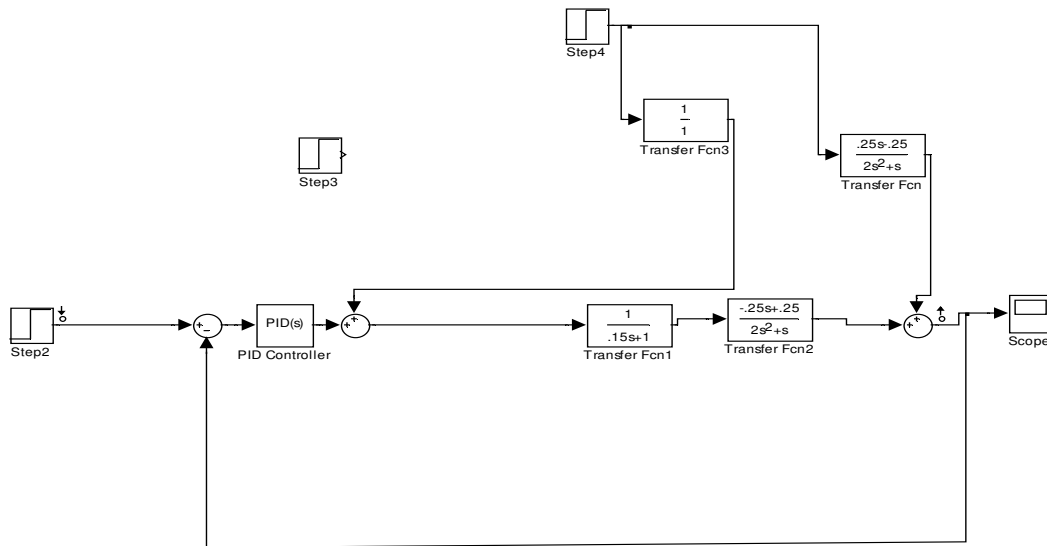 Step4
1
1
Transfer Fcn3
.25s-.25
2s²+s
Transfer Fcn
Step3
Step2
+
−
PID(s)
PID Controller
+
+
1
.15s+1
Transfer Fcn1
-.25s+.25
2s²+s
Transfer Fcn2
+
+
Scope